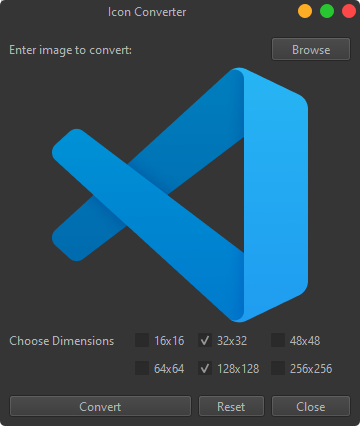 Icon Converter
Enter image to convert: Browse
Choose Dimensions 16x16 32x32 48x48
64x64 128x128 256x256
Convert Reset Close